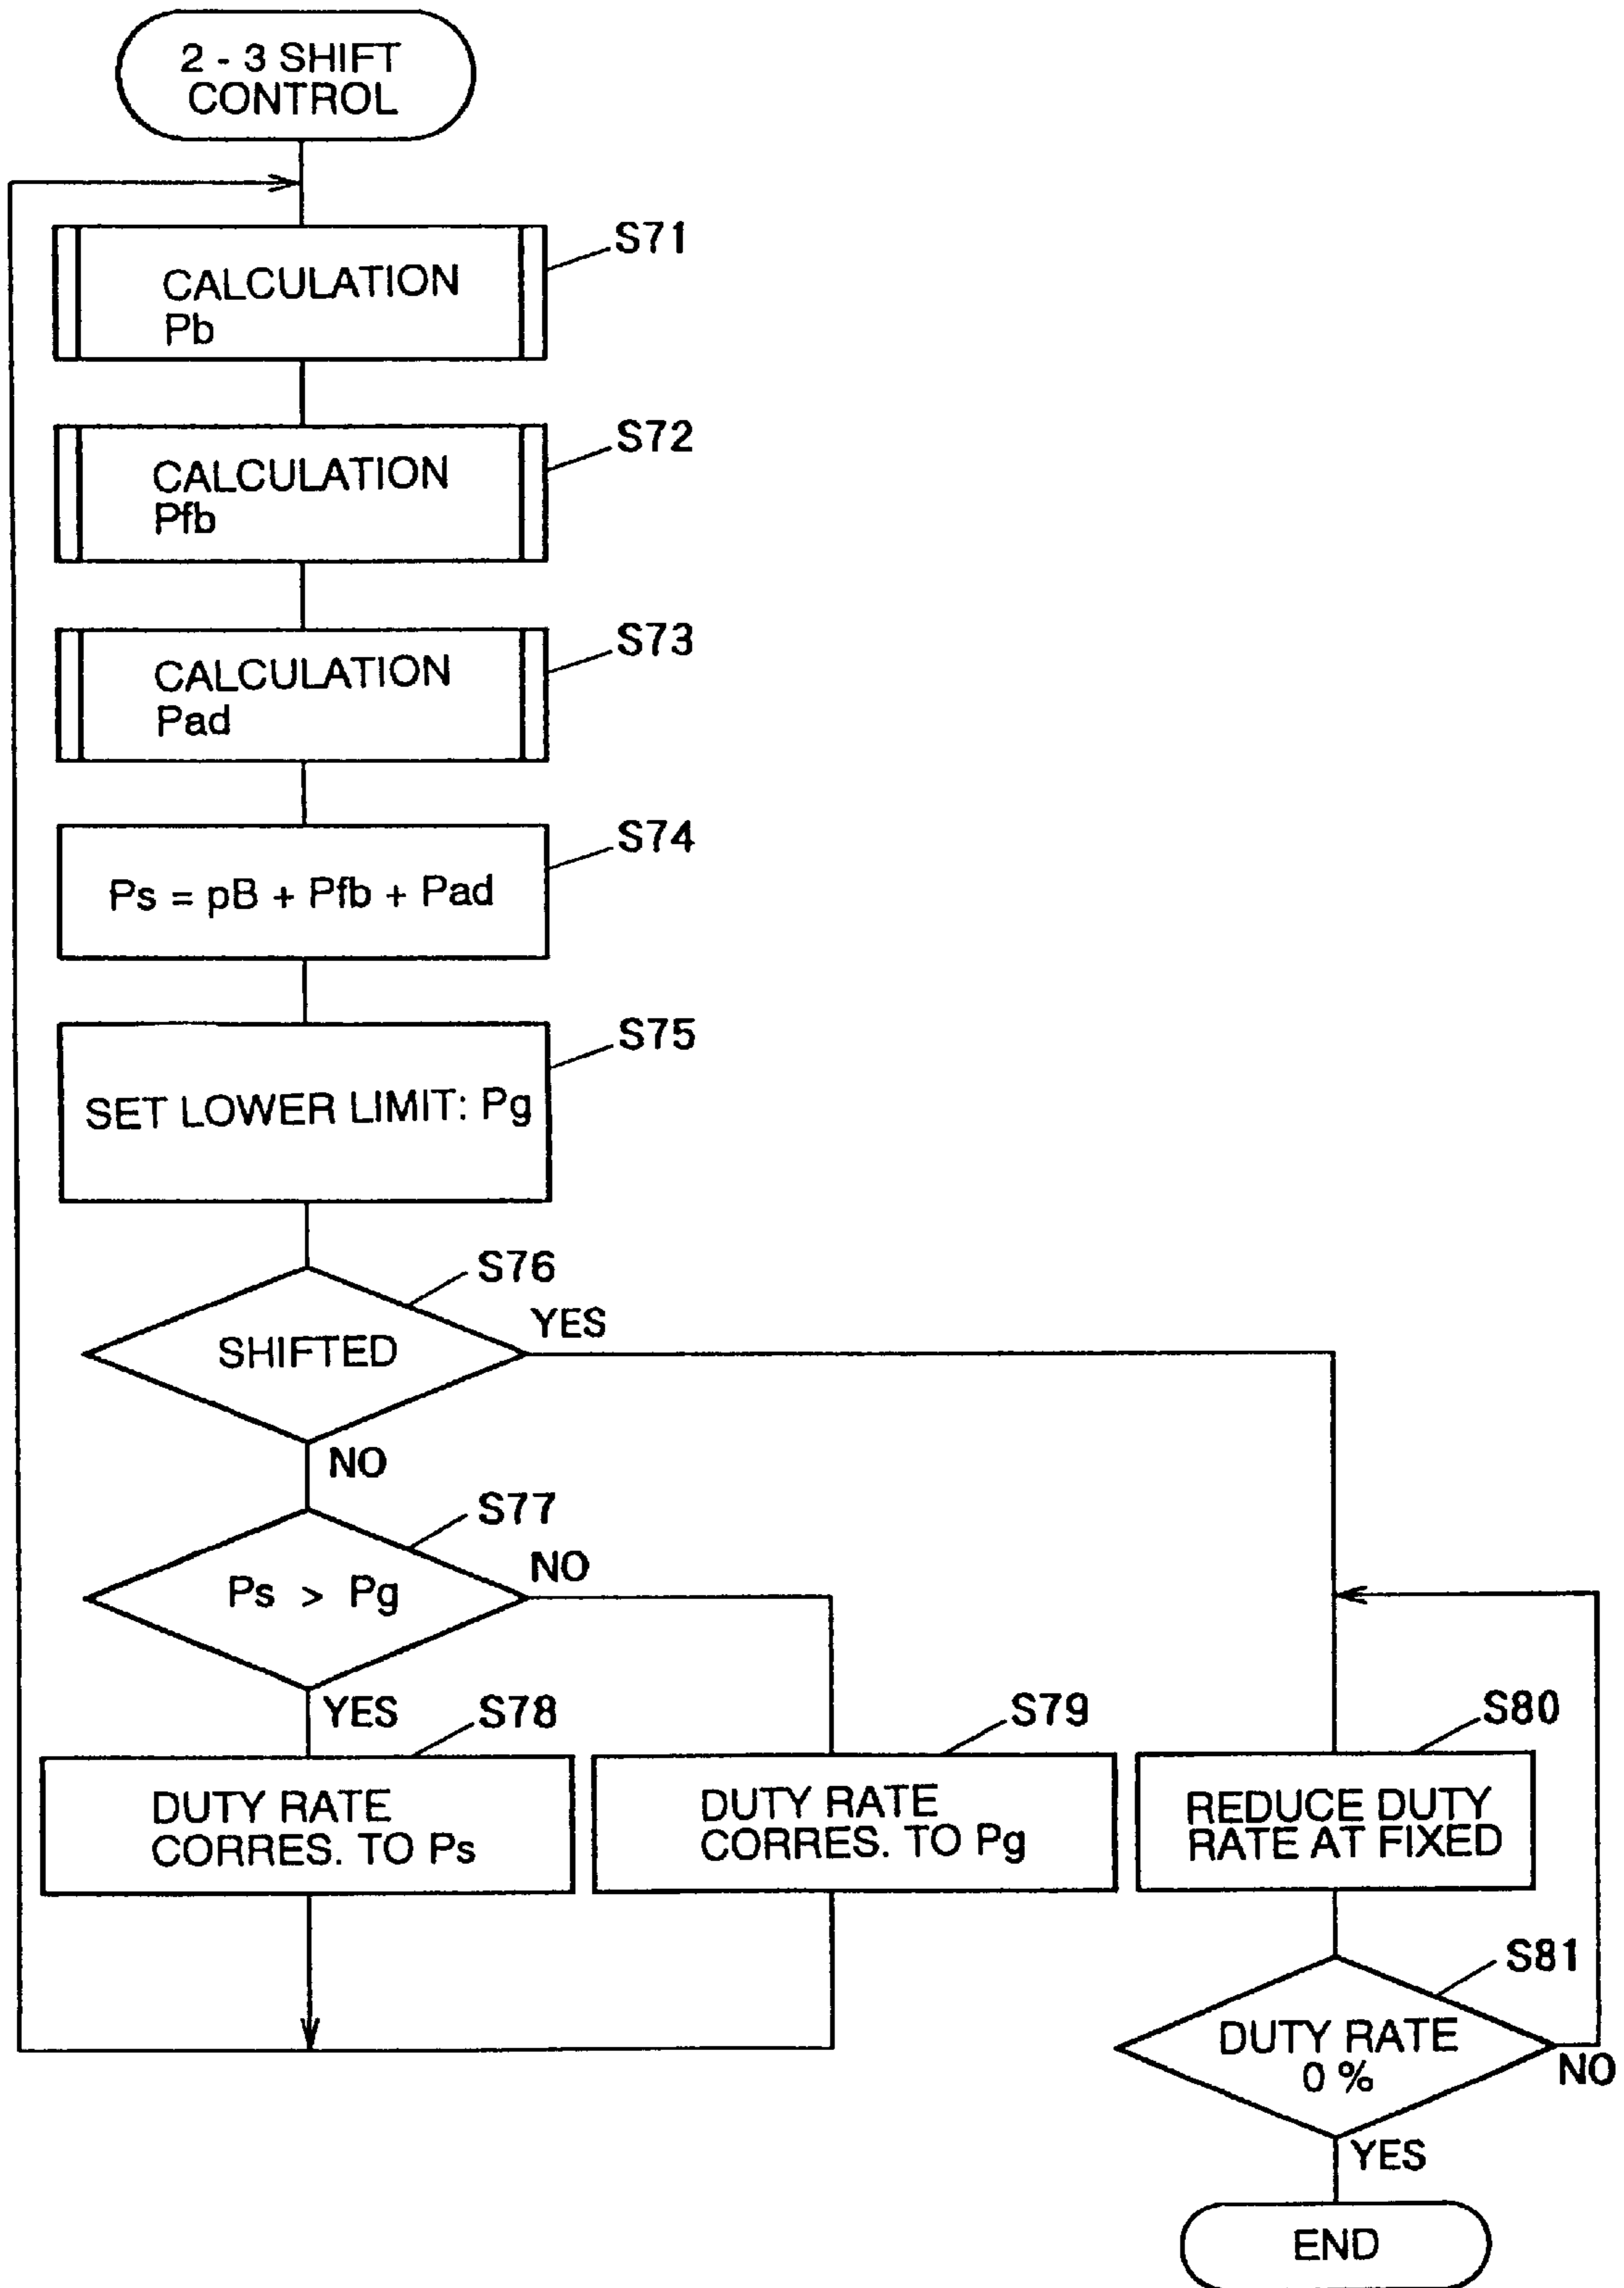 2 - 3 SHIFT
CONTROL
S71
CALCULATION
Pb
S72
CALCULATION
Pfb
S73
CALCULATION
Pad
S74
Ps = pB + Pfb + Pad
S75
SET LOWER LIMIT: Pg
S76
SHIFTED
YES
NO
S77
Ps > Pg
NO
YES
S78
DUTY RATE
CORRES. TO Ps
S79
DUTY RATE
CORRES. TO Pg
S80
REDUCE DUTY
RATE AT FIXED
S81
DUTY RATE
0 %
NO
YES
END